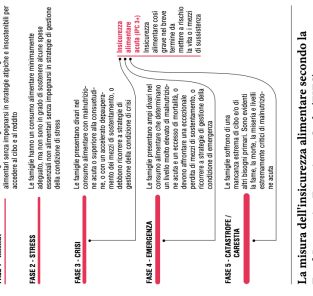 alimentari senza impegnarsi in strategie atipiche e insostenibili per
accedere al cibo e al reddito
FASE 2 - STRESS
Le famiglie hanno un consumo alimentare minimamente
adeguato, ma non sono in grado di sostenere alcune spese
essenziali non alimentari senza impegnarsi in strategie di gestione
della condizione di stress
FASE 3 - CRISI
Le famiglie presentano divari nel
consumo alimentare con malnutrizio-
ne acuta o superiore alla consuetudi-
ne, o con un accelerato depaupera-
mento dei mezzi di sostentamento, o
debbono ricorrere a strategie di
gestione della condizione di crisi
Insicurezza
alimentare
acuta (IPC 3+)
Insicurezza
alimentare così
grave nel breve
termine da
mettere a rischio
la vita o i mezzi
di sussistenza
FASE 4 - EMERGENZA
Le famiglie presentano ampi divari nel
consumo alimentare che determinano
un livello molto elevato di malnutrizio-
ne acuta e un eccesso di mortalità, o
devono affrontare una eccezionale
perdita di mezzi di sostentamento, o
ricorrere a strategie di gestione della
condizione di emergenza
FASE 5 - CATASTROFE /
CARESTIA
Le famiglie soffrono di una
mancanza estrema di cibo e/o di
altri bisogni primari. Sono evidenti
la fame, la morte, la miseria e livelli
estremamente critici di malnutrizio-
ne acuta
La misura dell'insicurezza alimentare secondo la